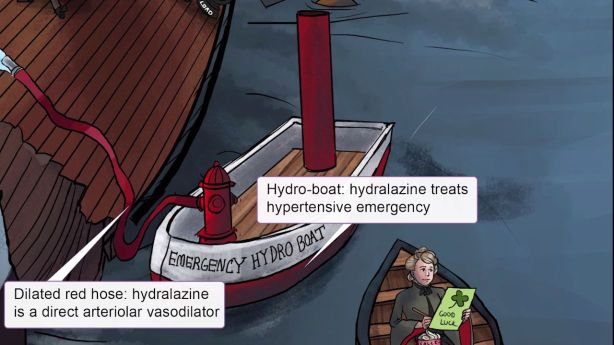 Hydro-boat: hydralazine treats
hypertensive emergency
EMERGENCY HYDRO BOAT
Dilated red hose: hydralazine
is a direct arteriolar vasodilator
GOOD
LUCK